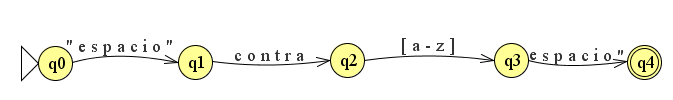 q0 "espacio" q1 contra q2 [a-z] q3 espacio" q4